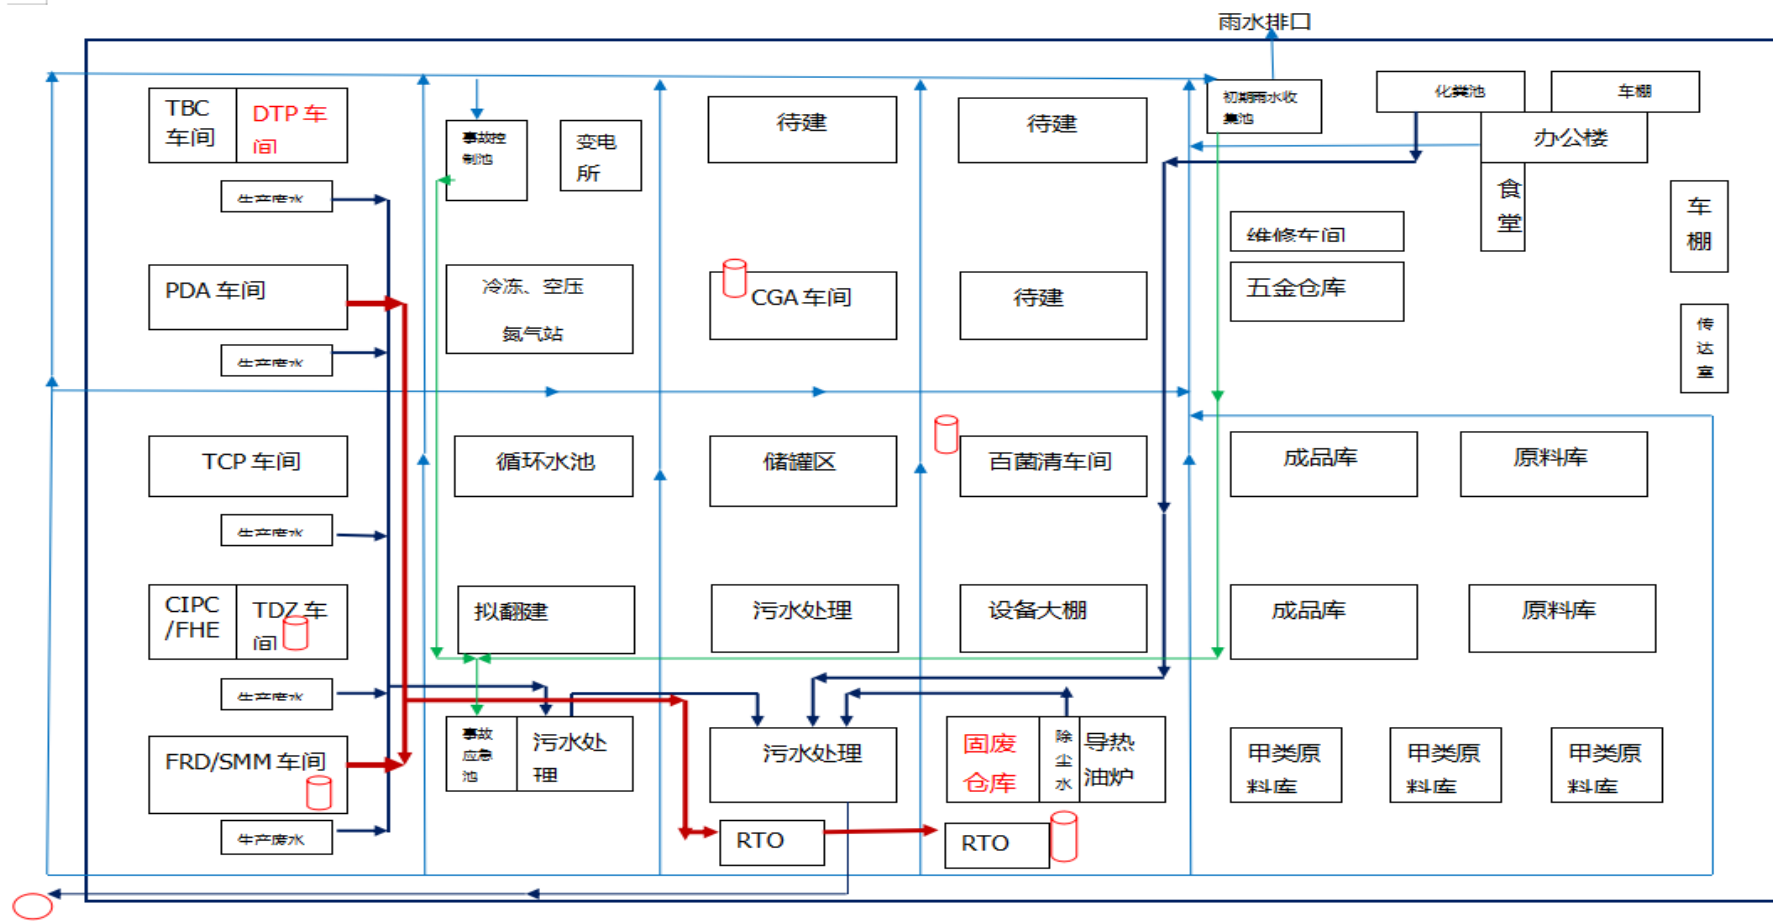 雨水排口
TBC
车间
DTP 车
间
事故控
制池
变电
所
待建
待建
初期雨水收
集池
化粪池
车棚
办公楼
食
堂
车
棚
生产废水
维修车间
PDA 车间
冷冻、空压
氮气站
CGA 车间
待建
五金仓库
传
达
室
生产废水
TCP 车间
循环水池
储罐区
百菌清车间
成品库
原料库
生产废水
CIPC
/FHE
TDZ 车
间
拟翻建
污水处理
设备大棚
成品库
原料库
生产废水
FRD/SMM 车间
事故
应急
池
污水处
理
污水处理
固废
仓库
除
尘
水
导热
油炉
甲类原
料库
甲类原
料库
甲类原
料库
生产废水
RTO
RTO